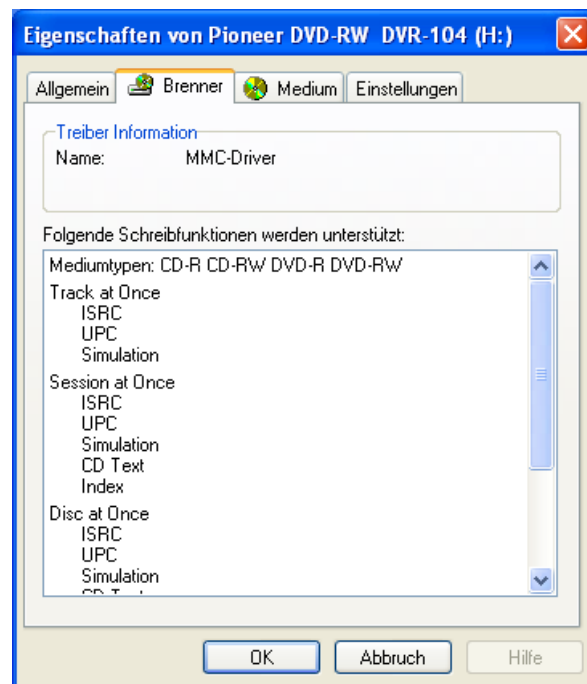 Eigenschaften von Pioneer DVD-RW DVR-104 (H:)
Allgemein Brenner Medium Einstellungen
Treiber Information
Name: MMC-Driver
Folgende Schreibfunktionen werden unterstützt:
Mediumtypen: CD-R CD-RW DVD-R DVD-RW
Track at Once
ISRC
UPC
Simulation
Session at Once
ISRC
UPC
Simulation
CD Text
Index
Disc at Once
ISRC
UPC
Simulation
OK Abbruch Hilfe